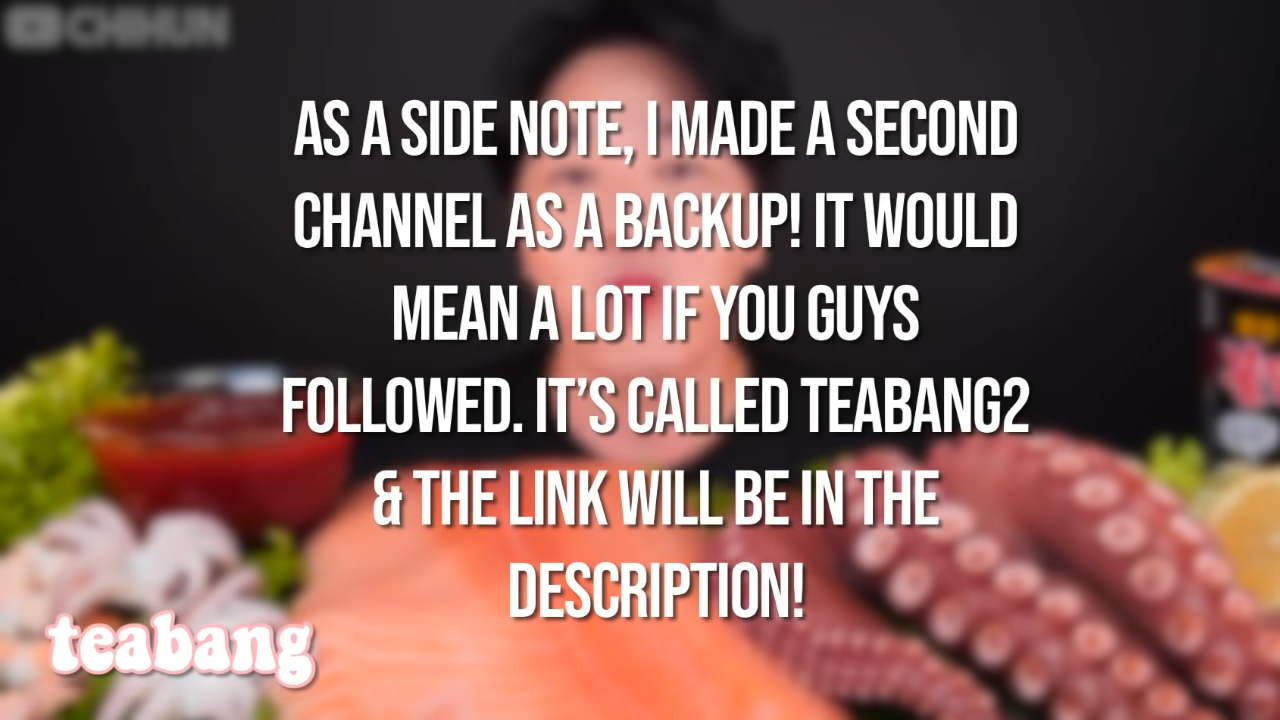 CHIHUN
AS A SIDE NOTE, I MADE A SECOND
CHANNEL AS A BACKUP! IT WOULD
MEAN A LOT IF YOU GUYS
FOLLOWED. IT’S CALLED TEABANG2
& THE LINK WILL BE IN THE
DESCRIPTION!
teabang